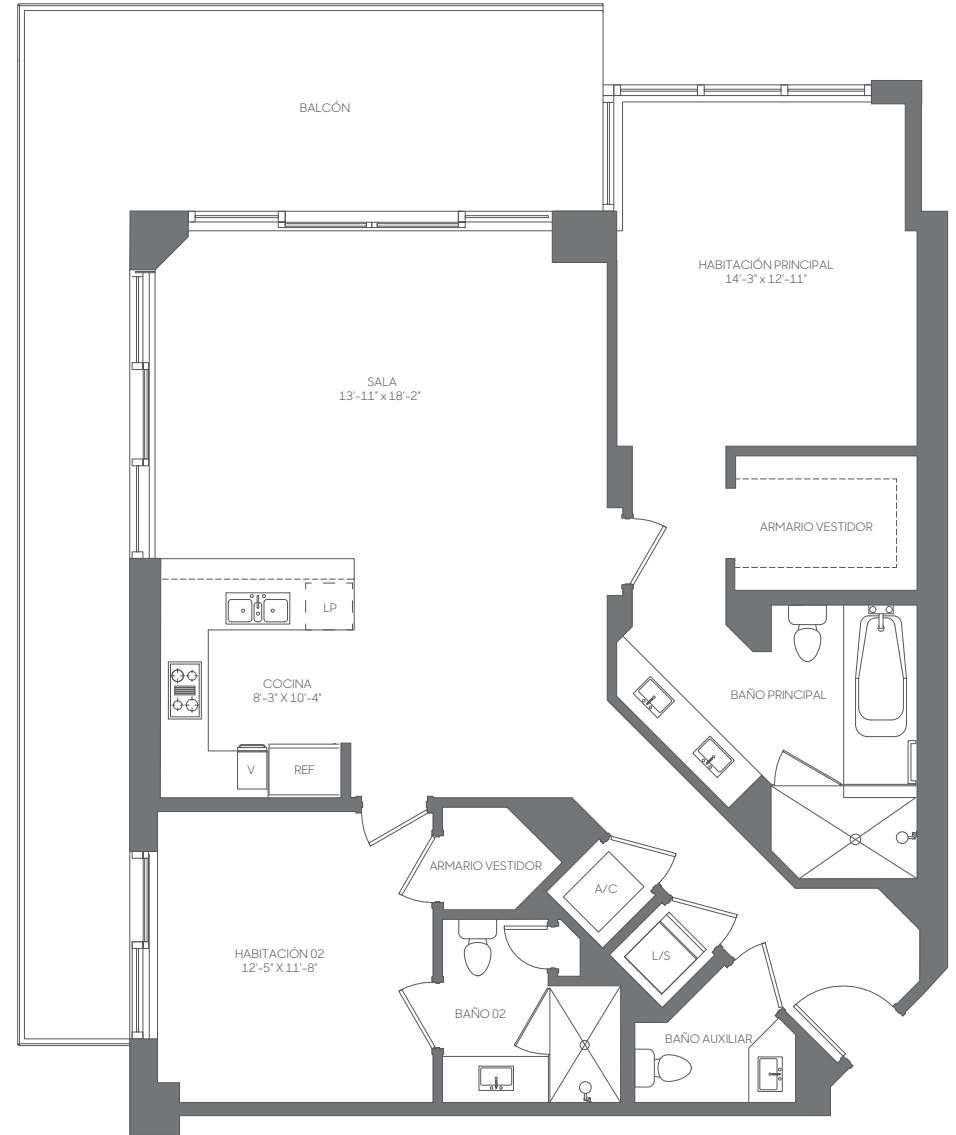 BALCÓN
HABITACIÓN PRINCIPAL
14'-3" x 12'-11"
SALA
13'-11" x 18'-2"
ARMARIO VESTIDOR
LP
COCINA
8'-3" X 10'-4"
BAÑO PRINCIPAL
V
REF
ARMARIO VESTIDOR
A/C
HABITACIÓN 02
12'-5" X 11'-8"
L/S
BAÑO 02
BAÑO AUXILIAR